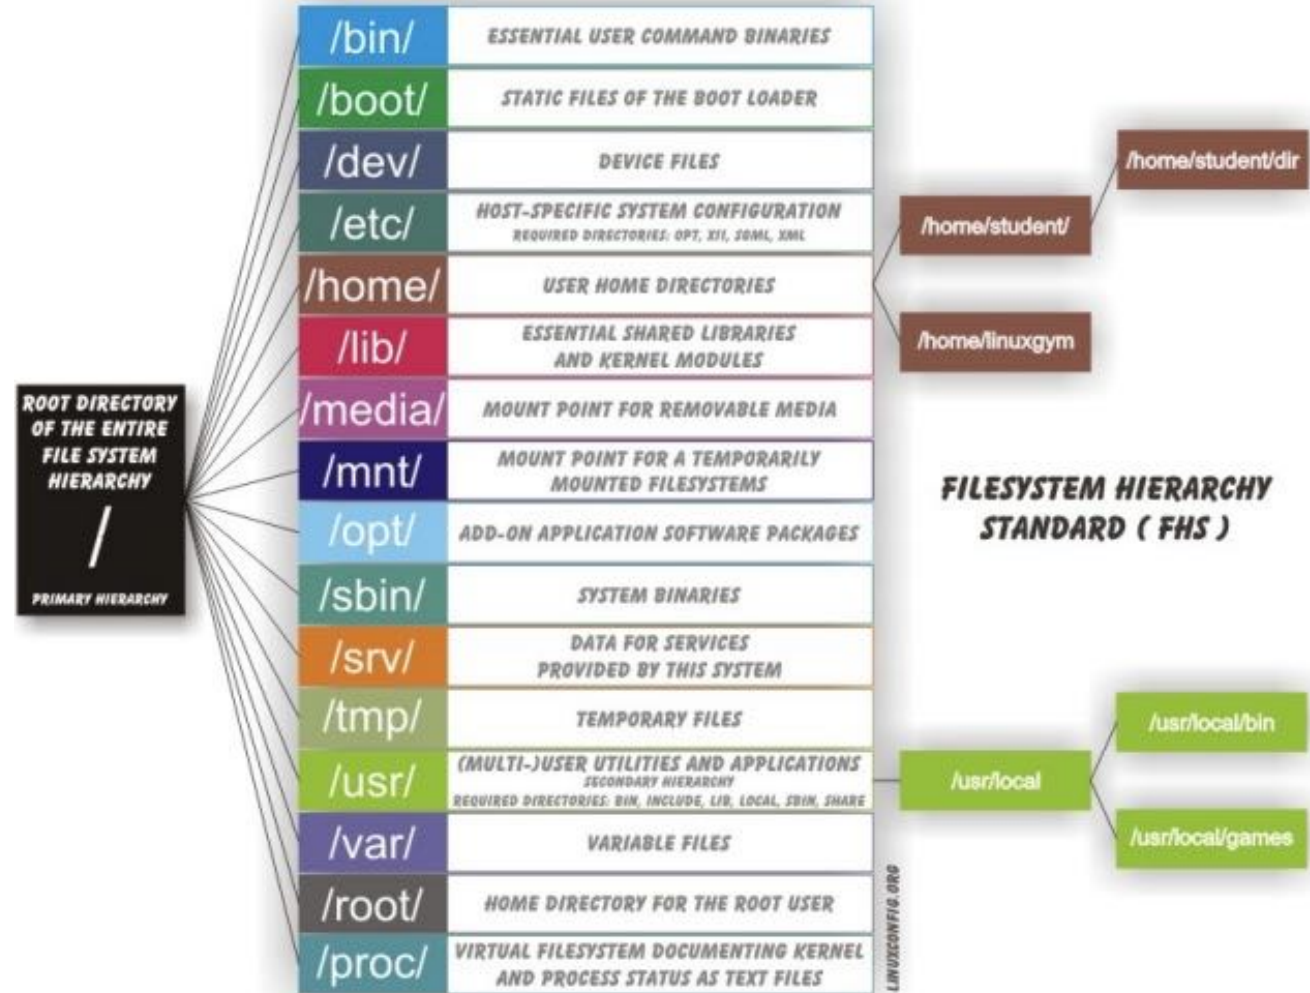 ROOT DIRECTORY
OF THE ENTIRE
FILE SYSTEM
HIERARCHY
/
PRIMARY HIERARCHY
/bin/
ESSENTIAL USER COMMAND BINARIES
/boot/
STATIC FILES OF THE BOOT LOADER
/dev/
DEVICE FILES
/etc/
HOST-SPECIFIC SYSTEM CONFIGURATION
REQUIRED DIRECTORIES: OPT, XII, SGML, XML
/home/
USER HOME DIRECTORIES
/lib/
ESSENTIAL SHARED LIBRARIES
AND KERNEL MODULES
/media/
MOUNT POINT FOR REMOVABLE MEDIA
/mnt/
MOUNT POINT FOR A TEMPORARILY
MOUNTED FILESYSTEMS
/opt/
ADD-ON APPLICATION SOFTWARE PACKAGES
/sbin/
SYSTEM BINARIES
/srv/
DATA FOR SERVICES
PROVIDED BY THIS SYSTEM
/tmp/
TEMPORARY FILES
/usr/
(MULTI-)USER UTILITIES AND APPLICATIONS
SECONDARY HIERARCHY
REQUIRED DIRECTORIES: BIN, INCLUDE, LIB, LOCAL, SBIN, SHARE
/var/
VARIABLE FILES
/root/
HOME DIRECTORY FOR THE ROOT USER
/proc/
VIRTUAL FILESYSTEM DOCUMENTING KERNEL
AND PROCESS STATUS AS TEXT FILES
/home/student/
/home/student/dir
/home/linuxgym
FILESYSTEM HIERARCHY
STANDARD ( FHS )
/usr/local
/usr/local/bin
/usr/local/games
LINUXCONFIG.ORG